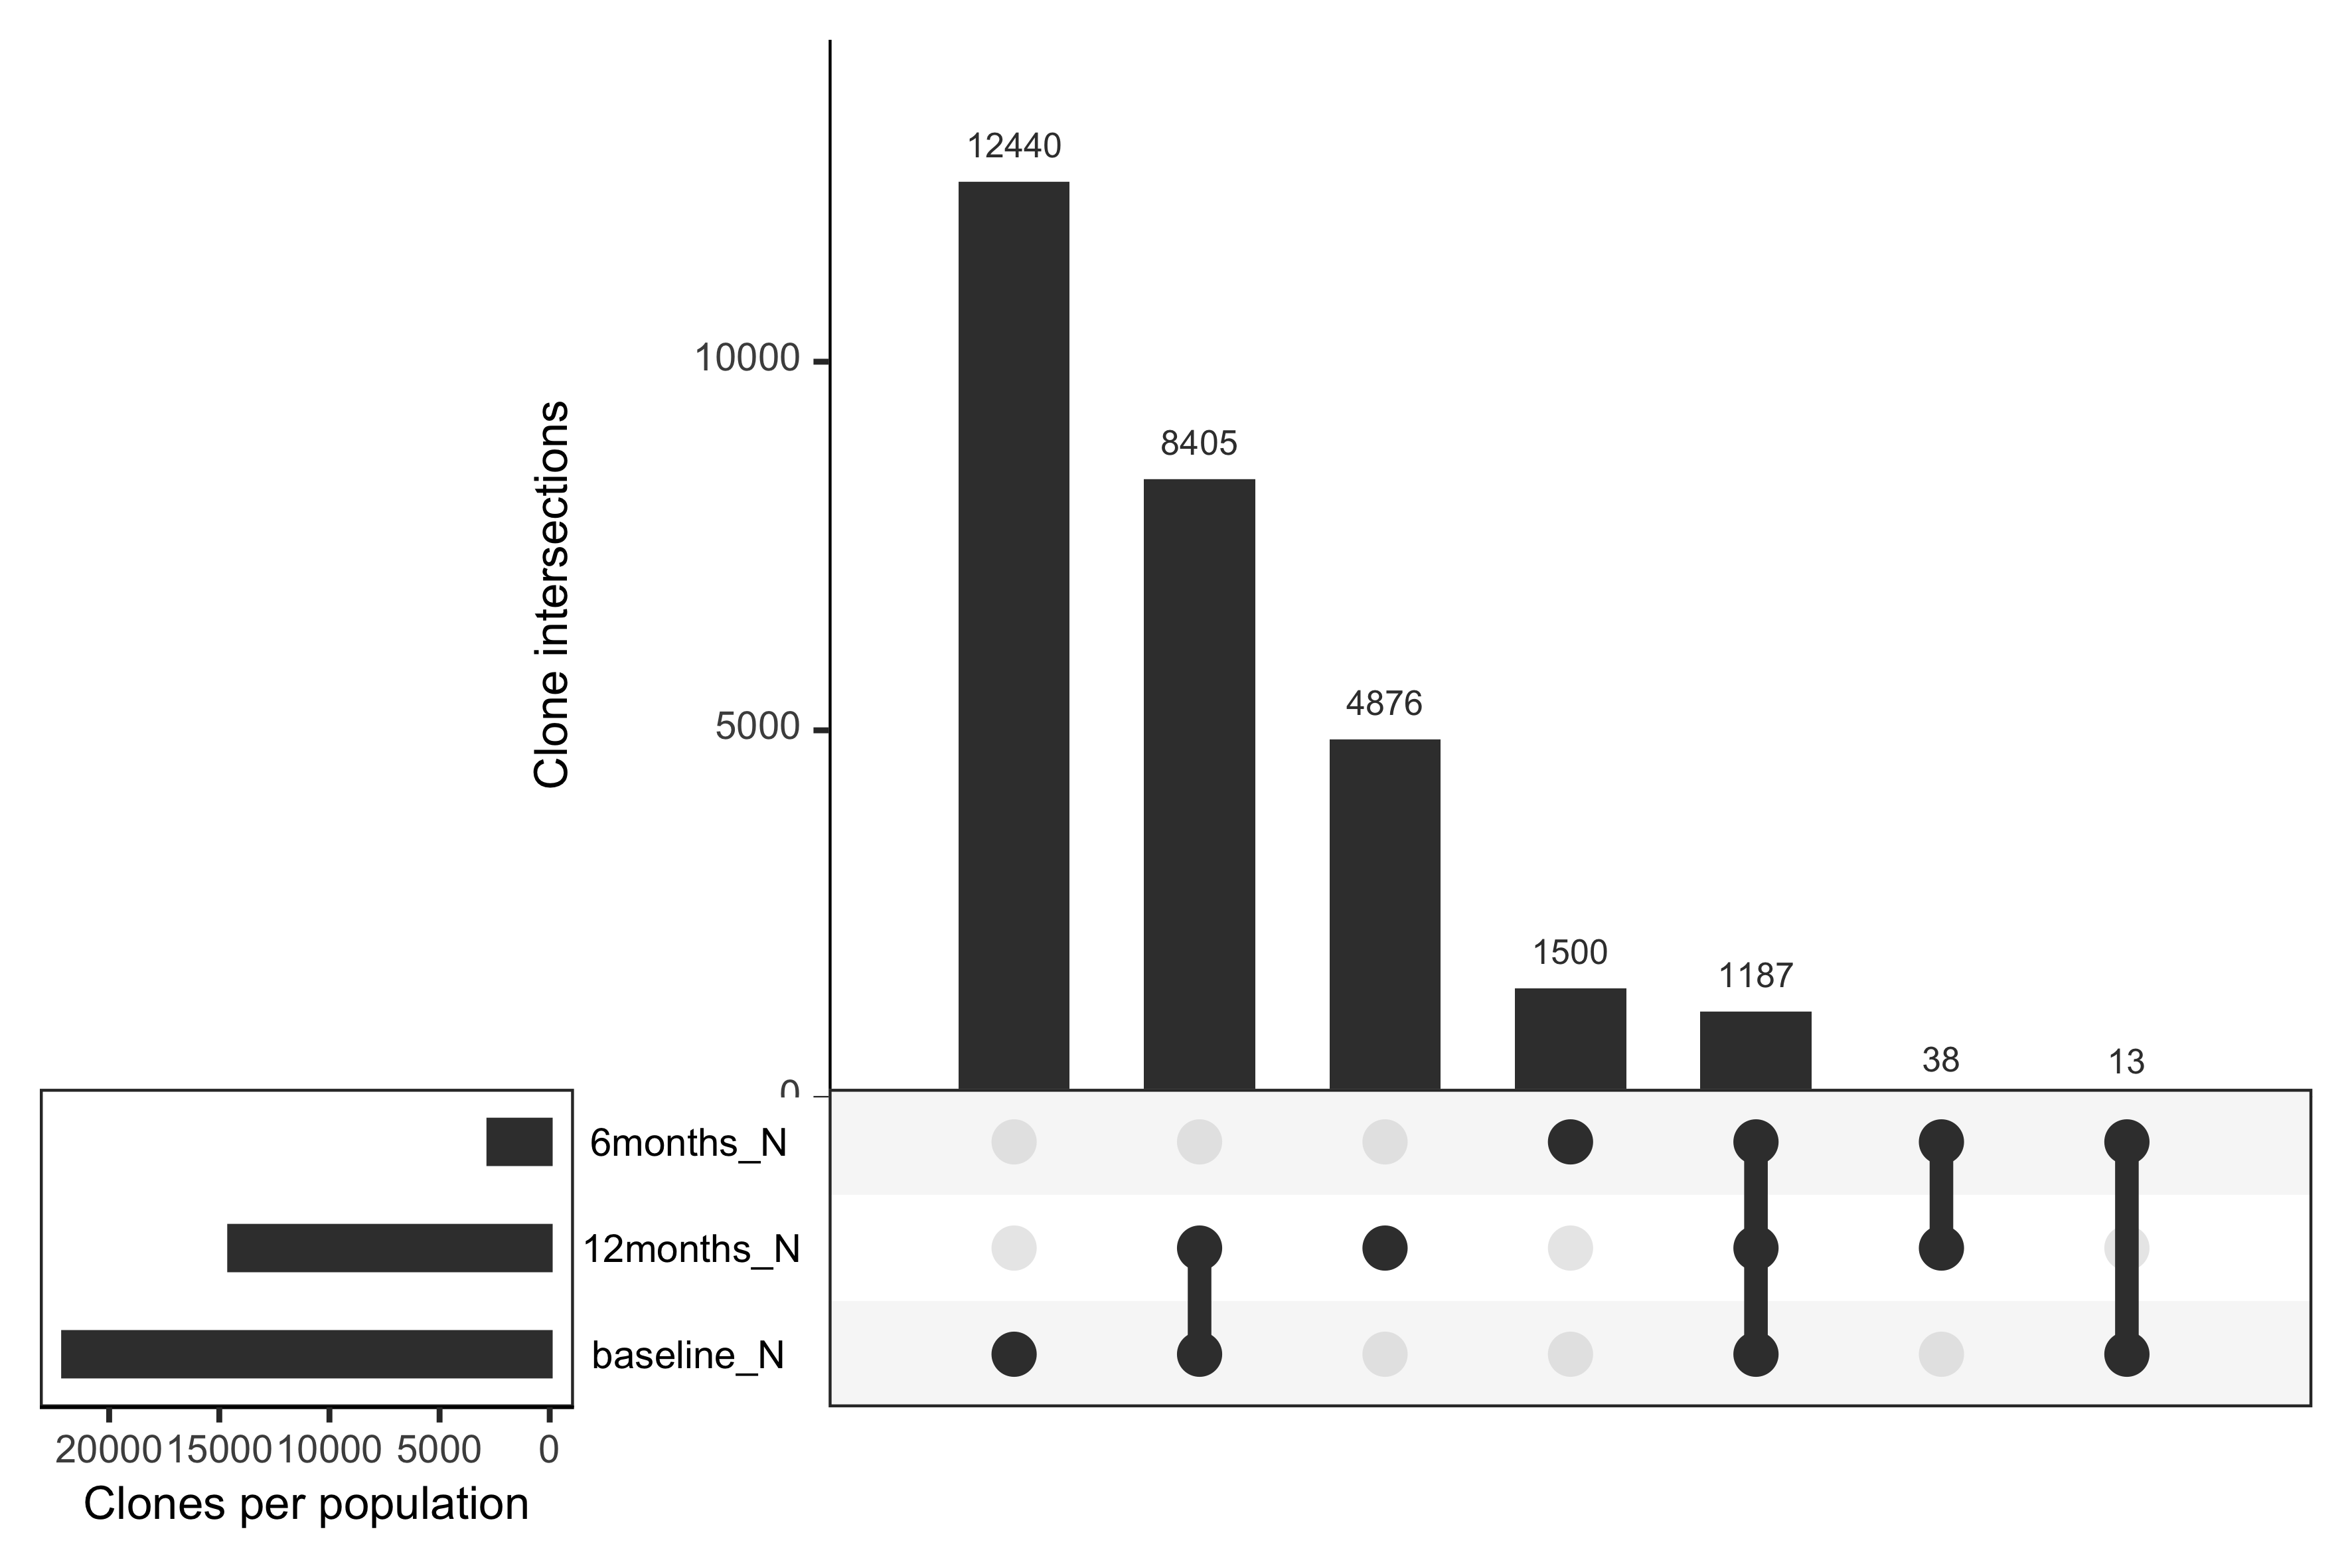 12440
10000
8405
Clone intersections
5000
4876
1500
1187
38
13
0
6months_N
12months_N
baseline_N
20000 15000 10000 5000 0
Clones per population